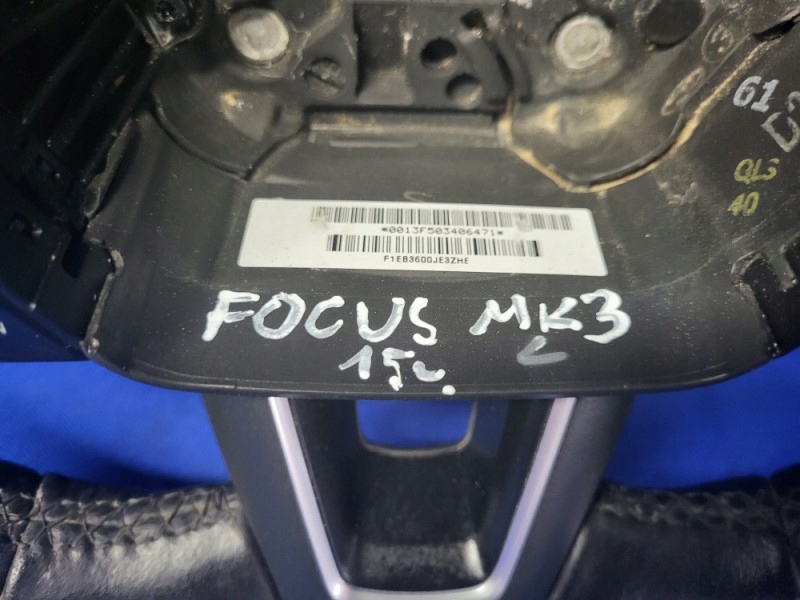 61
QLS
40
*0013F503406471*
F1EB3600JE3ZHE
FOCUS MK3
15г.